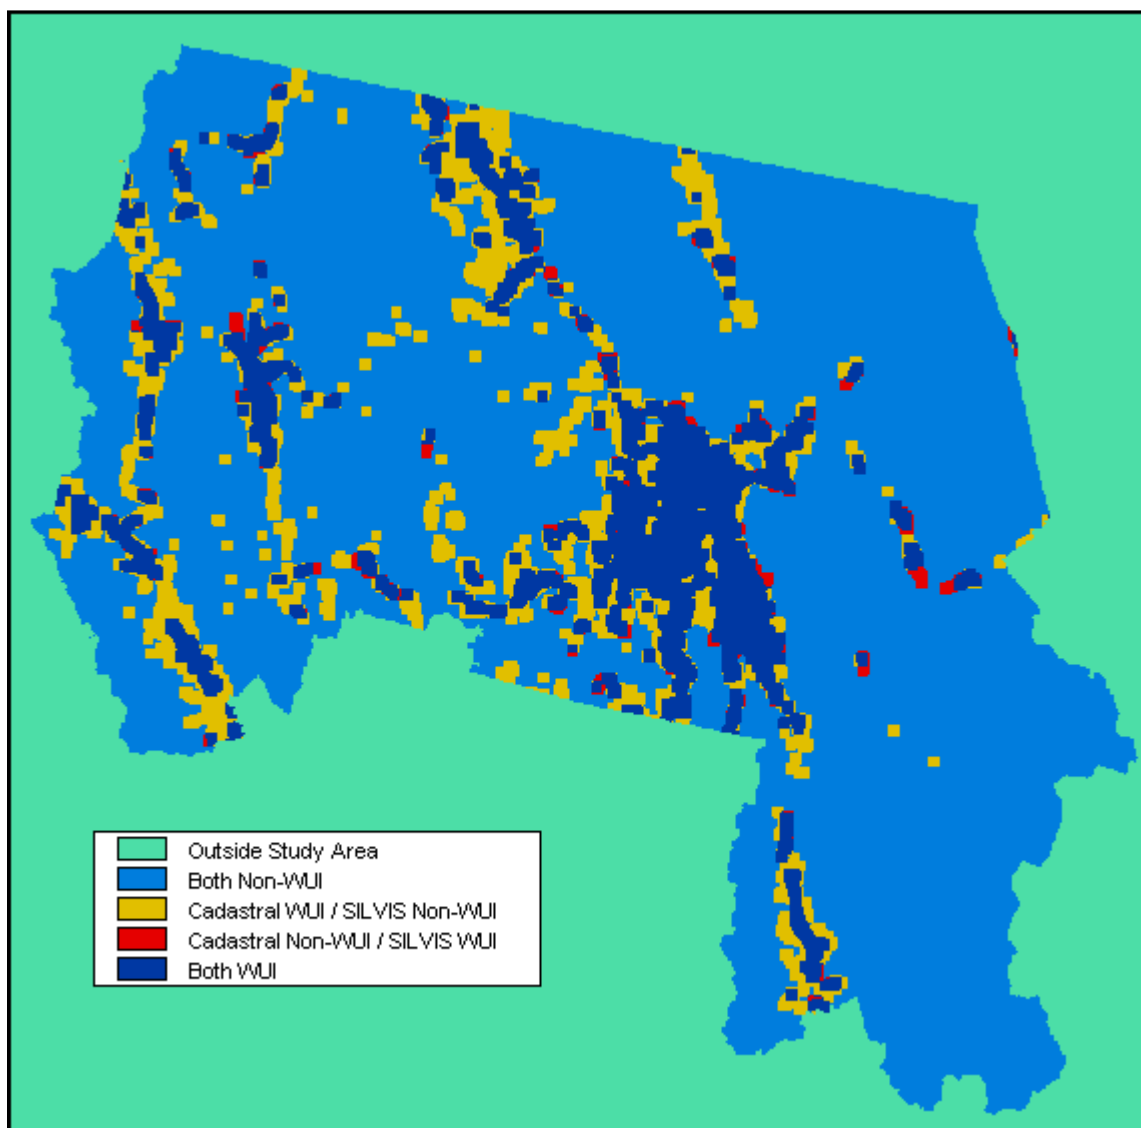 Outside Study Area
Both Non-WUI
Cadastral WUI / SILVIS Non-WUI
Cadastral Non-WUI / SILVIS WUI
Both WUI